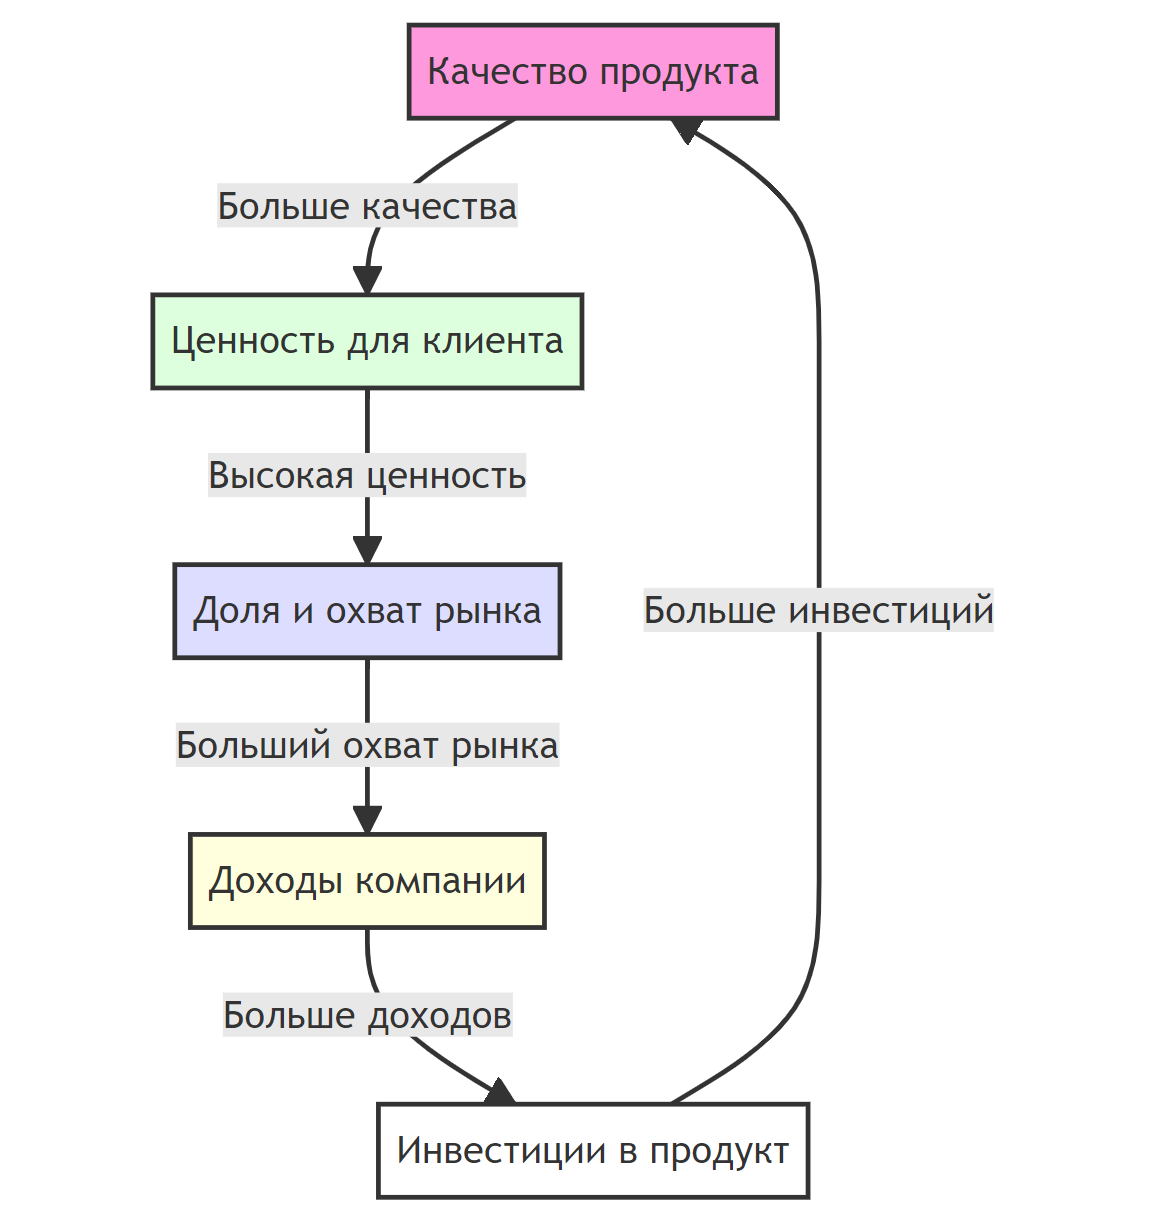 Качество продукта
Больше качества
Ценность для клиента
Высокая ценность
Доля и охват рынка
Больше инвестиций
Больший охват рынка
Доходы компании
Больше доходов
Инвестиции в продукт